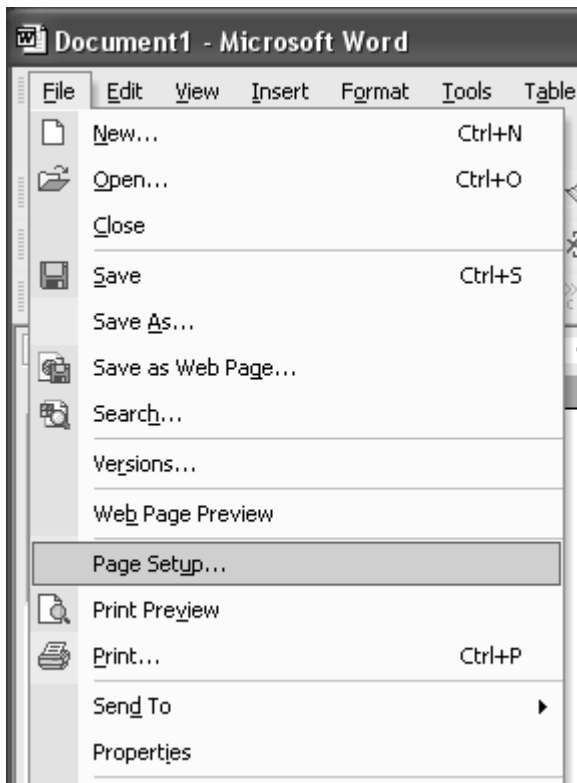 Document1 - Microsoft Word
File Edit View Insert Format Tools Table
New... Ctrl+N
Open... Ctrl+O
Close
Save Ctrl+S
Save As...
Save as Web Page...
Search...
Versions...
Web Page Preview
Page Setup...
Print Preview
Print... Ctrl+P
Send To
Properties